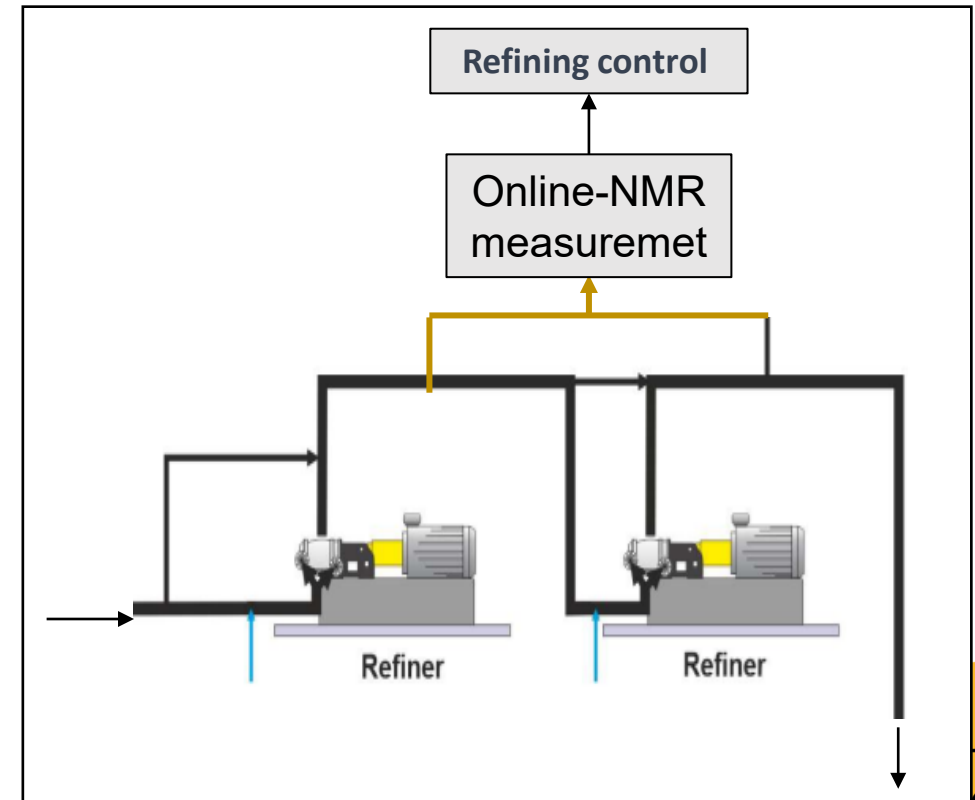 Refining control
Online-NMR
measuremet
Refiner
Refiner